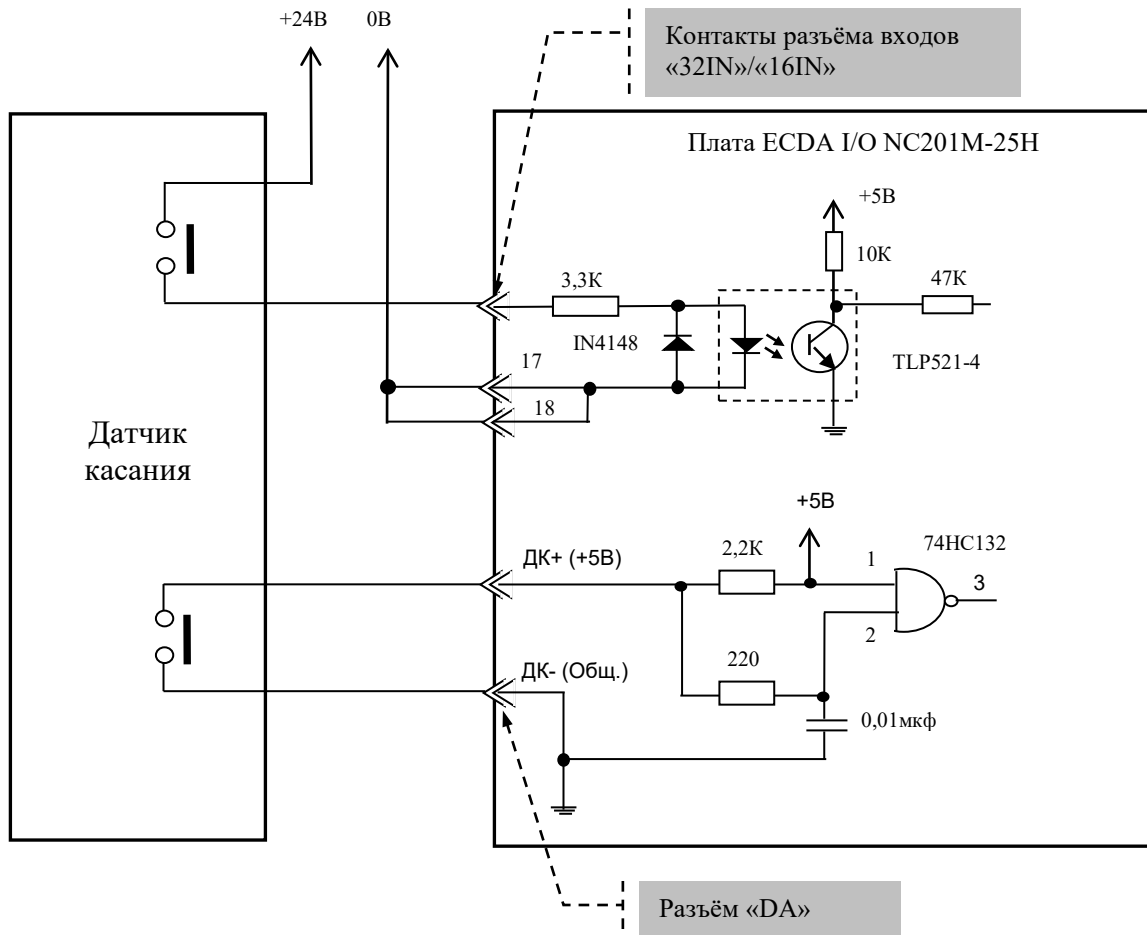 +24В
0В
Контакты разъёма входов
«32IN»/«16IN»
Плата ECDA I/O NC201M-25H
+5В
10К
3,3К
47К
IN4148
TLP521-4
17
18
Датчик
касания
+5В
ДК+ (+5В)
2,2К
1
74HC132
3
2
220
ДК- (Общ.)
0,01мкф
Разъём «DA»